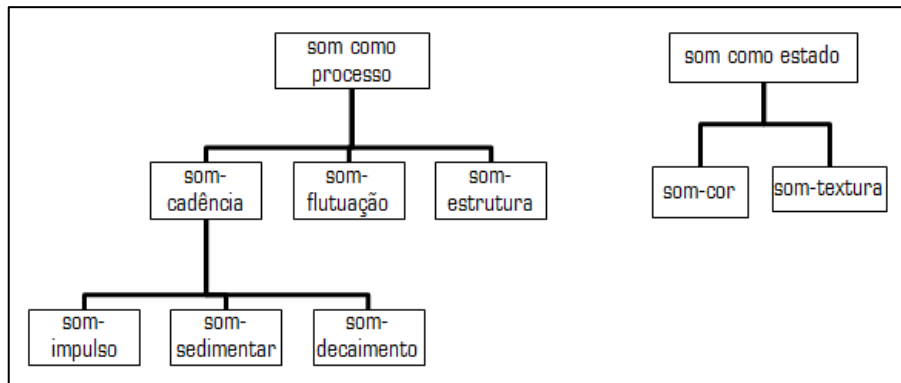 som como
processo
som como estado
som-
cadência
som-
flutuação
som-
estrutura
som-cor
som-textura
som-
impulso
som-
sedimentar
som-
decaimento